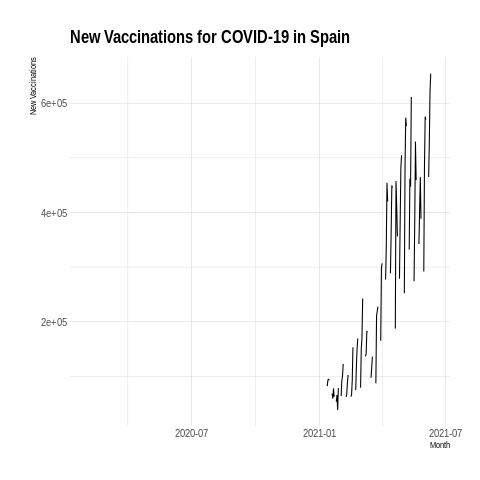 New Vaccinations for COVID-19 in Spain
New Vaccinations
6e+05
4e+05
2e+05
2020-07
2021-01
2021-07
Month